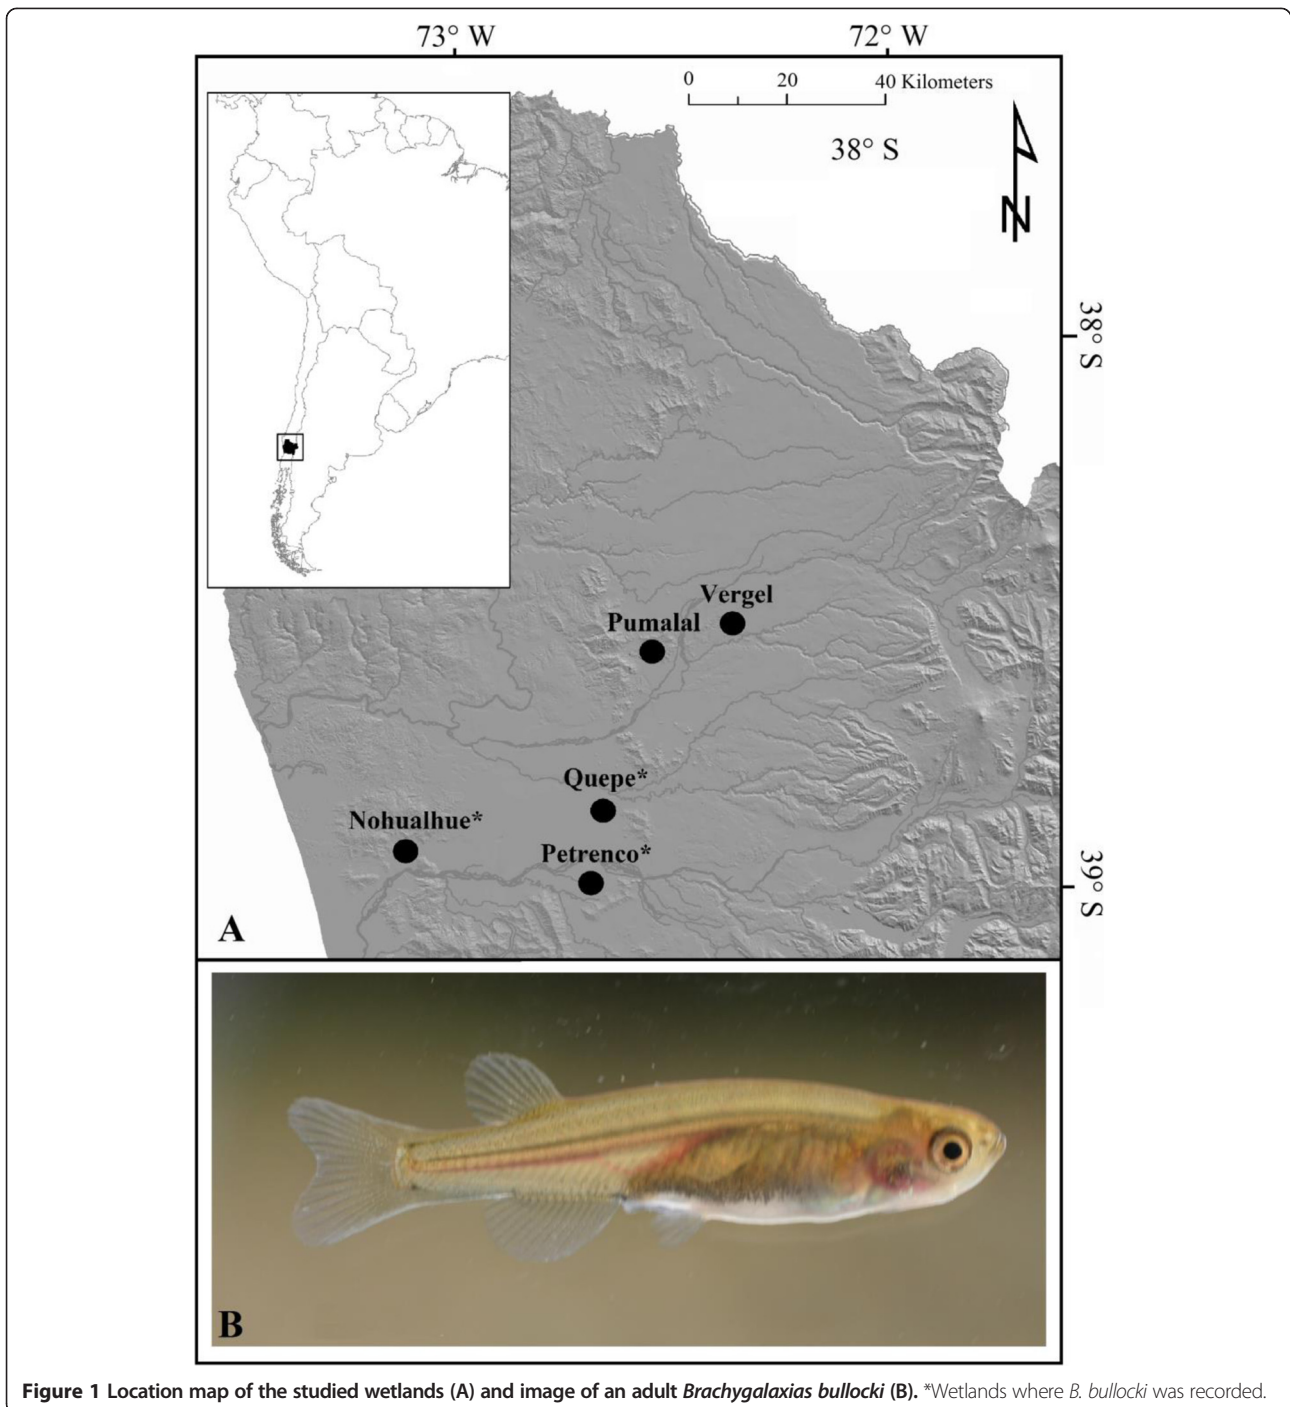 73° W
72° W
0 20 40 Kilometers
38° S
N
38° S
Vergel
Pumalal
Quepe*
Nohualhue*
Petrenco*
39° S
A
B
Figure 1 Location map of the studied wetlands (A) and image of an adult Brachygalaxias bullocki (B). *Wetlands where B. bullocki was recorded.